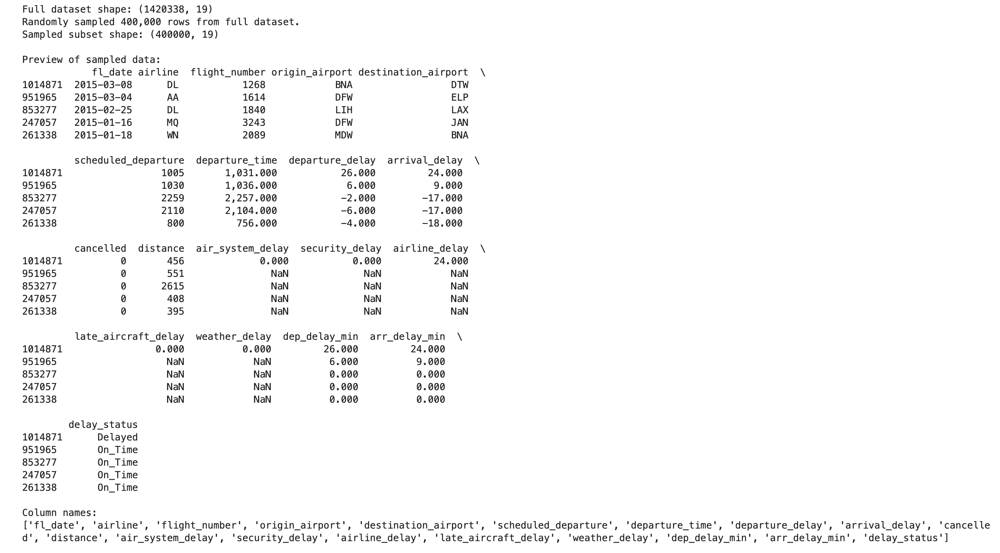 Full dataset shape: (1420338, 19)
Randomly sampled 400,000 rows from full dataset.
Sampled subset shape: (400000, 19)

Preview of sampled data:
            fl_date airline  flight_number origin_airport destination_airport  \
1014871  2015-03-08      DL           1268            BNA                 DTW
951965   2015-03-04      AA           1614            DFW                 ELP
853277   2015-02-25      DL           1840            LIH                 LAX
247057   2015-01-16      MQ           3243            DFW                 JAN
261338   2015-01-18      WN           2089            MDW                 BNA

         scheduled_departure  departure_time  departure_delay  arrival_delay  \
1014871                 1005       1,031.000           26.000         24.000
951965                  1030       1,036.000            6.000          9.000
853277                  2259       2,257.000           -2.000        -17.000
247057                  2110       2,104.000           -6.000        -17.000
261338                   800         756.000           -4.000        -18.000

         cancelled  distance  air_system_delay  security_delay  airline_delay  \
1014871          0       456             0.000           0.000         24.000
951965           0       551               NaN             NaN            NaN
853277           0      2615               NaN             NaN            NaN
247057           0       408               NaN             NaN            NaN
261338           0       395               NaN             NaN            NaN

         late_aircraft_delay  weather_delay  dep_delay_min  arr_delay_min  \
1014871                0.000          0.000         26.000         24.000
951965                   NaN            NaN          6.000          9.000
853277                   NaN            NaN          0.000          0.000
247057                   NaN            NaN          0.000          0.000
261338                   NaN            NaN          0.000          0.000

        delay_status
1014871      Delayed
951965       On_Time
853277       On_Time
247057       On_Time
261338       On_Time

Column names:
['fl_date', 'airline', 'flight_number', 'origin_airport', 'destination_airport', 'scheduled_departure', 'departure_time', 'departure_delay', 'arrival_delay', 'cancelle
d', 'distance', 'air_system_delay', 'security_delay', 'airline_delay', 'late_aircraft_delay', 'weather_delay', 'dep_delay_min', 'arr_delay_min', 'delay_status']